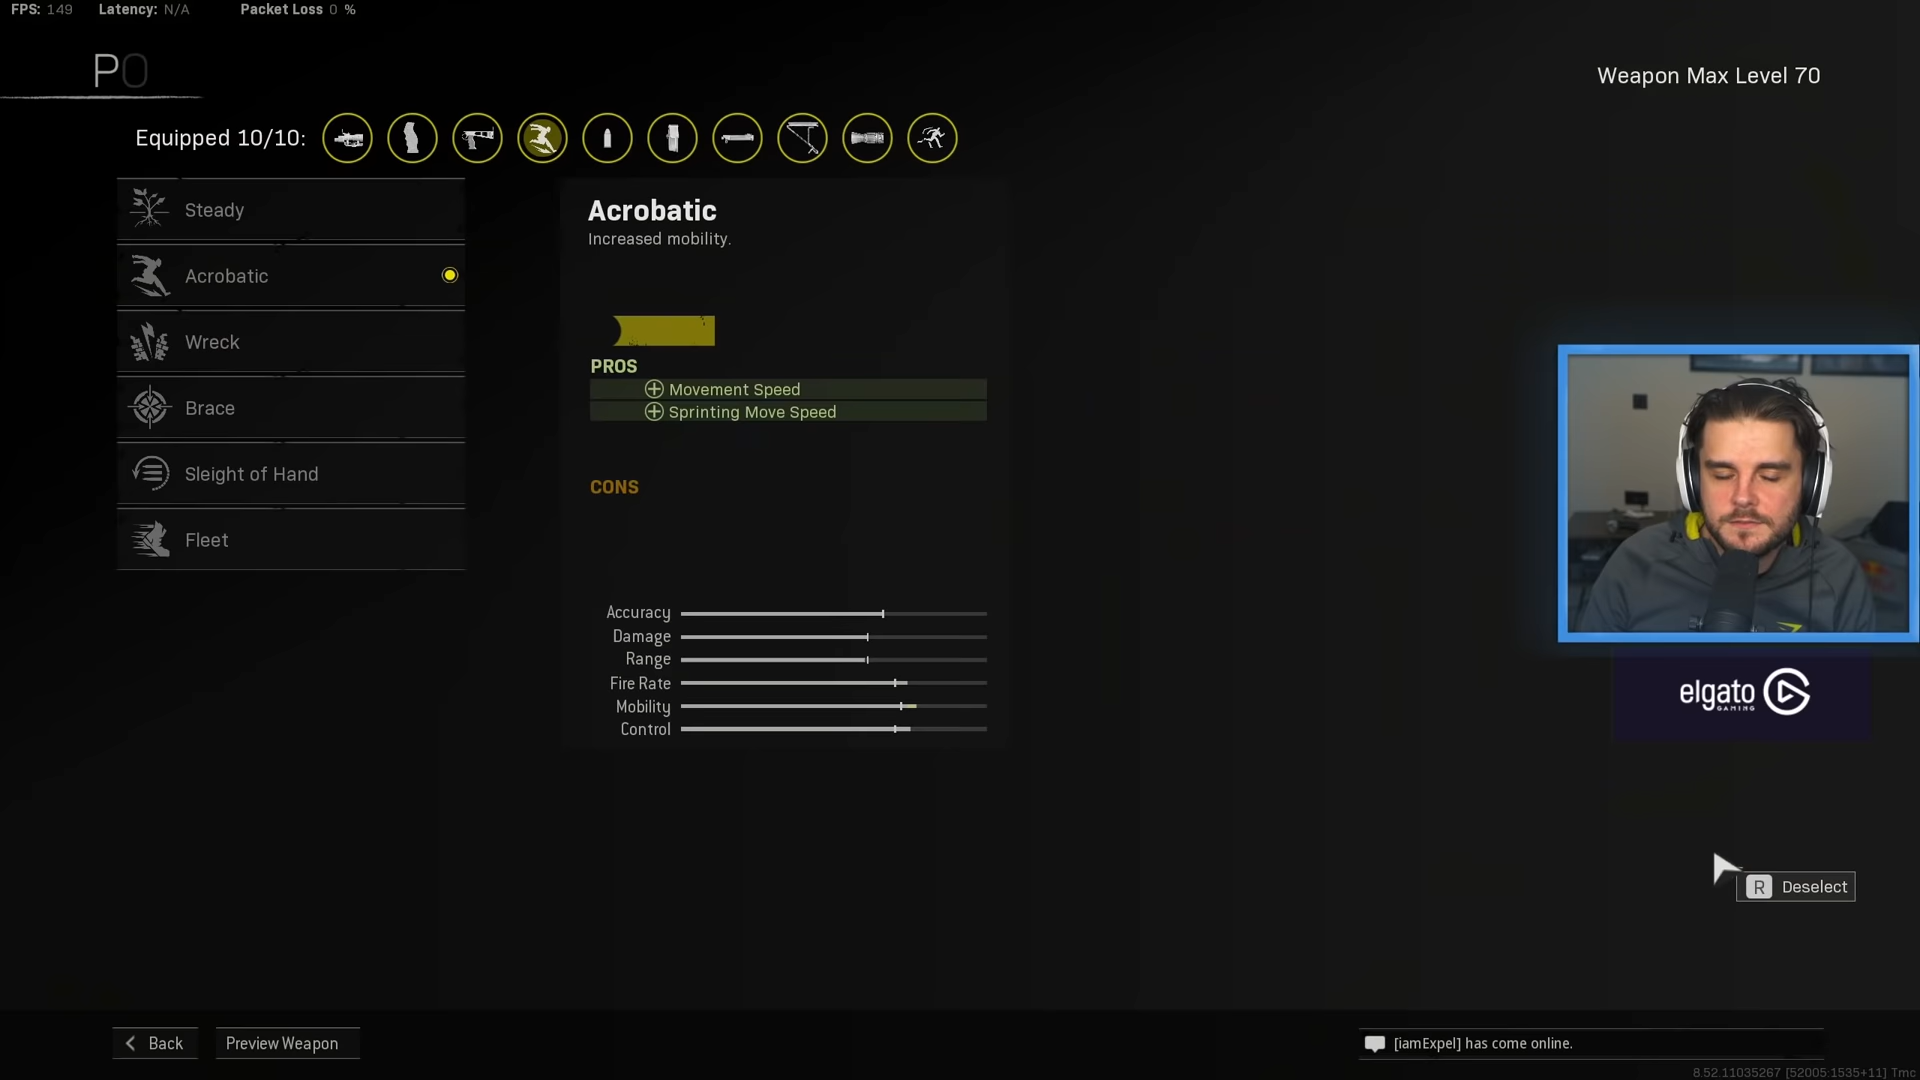 FPS: 149 Latency: N/A Packet Loss 0 %
PO
Weapon Max Level 70
Equipped 10/10:
Steady
Acrobatic
Wreck
Brace
Sleight of Hand
Fleet
Acrobatic
Increased mobility.
PROS
Movement Speed
Sprinting Move Speed
CONS
Accuracy
Damage
Range
Fire Rate
Mobility
Control
elgato
GAMING
R Deselect
Back
Preview Weapon
[iamExpel] has come online.
8.52.11035267 [52005:1535+11] Tmc